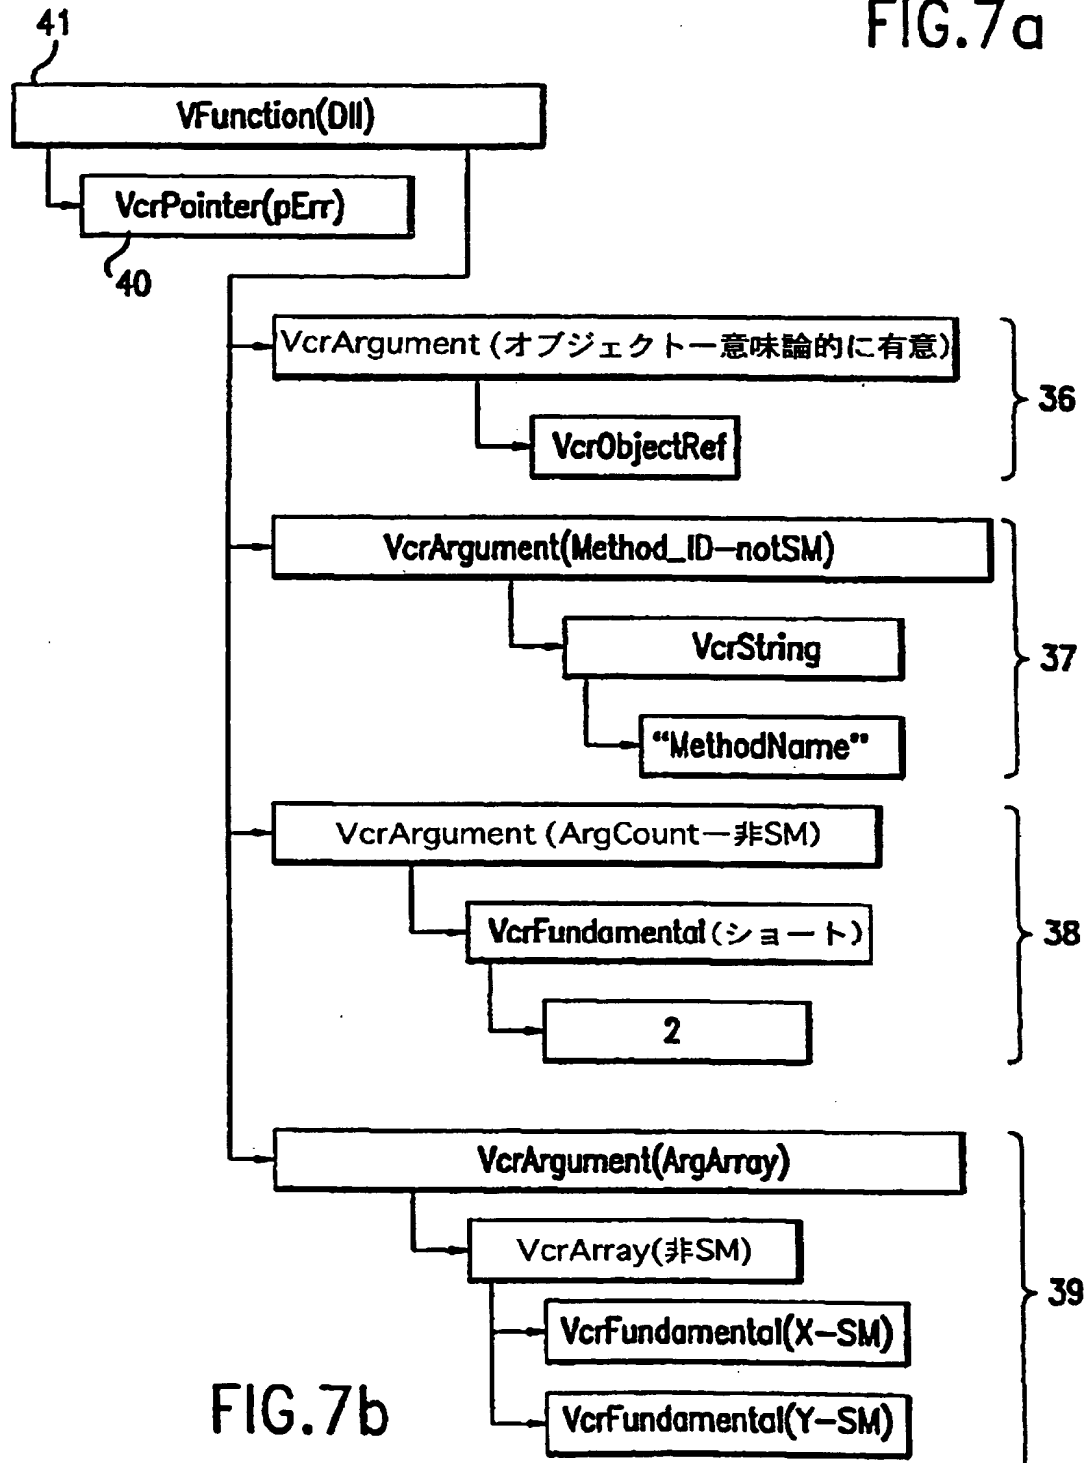 FIG.7a
41
VFunction(Dll)
VcrPointer(pErr)
40
VcrArgument (オブジェクトー意味論的に有意)
36
VcrObjectRef
VcrArgument(Method_ID-notSM)
37
VcrString
“MethodName”
VcrArgument (ArgCountー非SM)
38
VcrFundamental(ショート)
2
VcrArgument(ArgArray)
VcrArray(非SM)
39
VcrFundamental(X-SM)
VcrFundamental(Y-SM)
FIG.7b